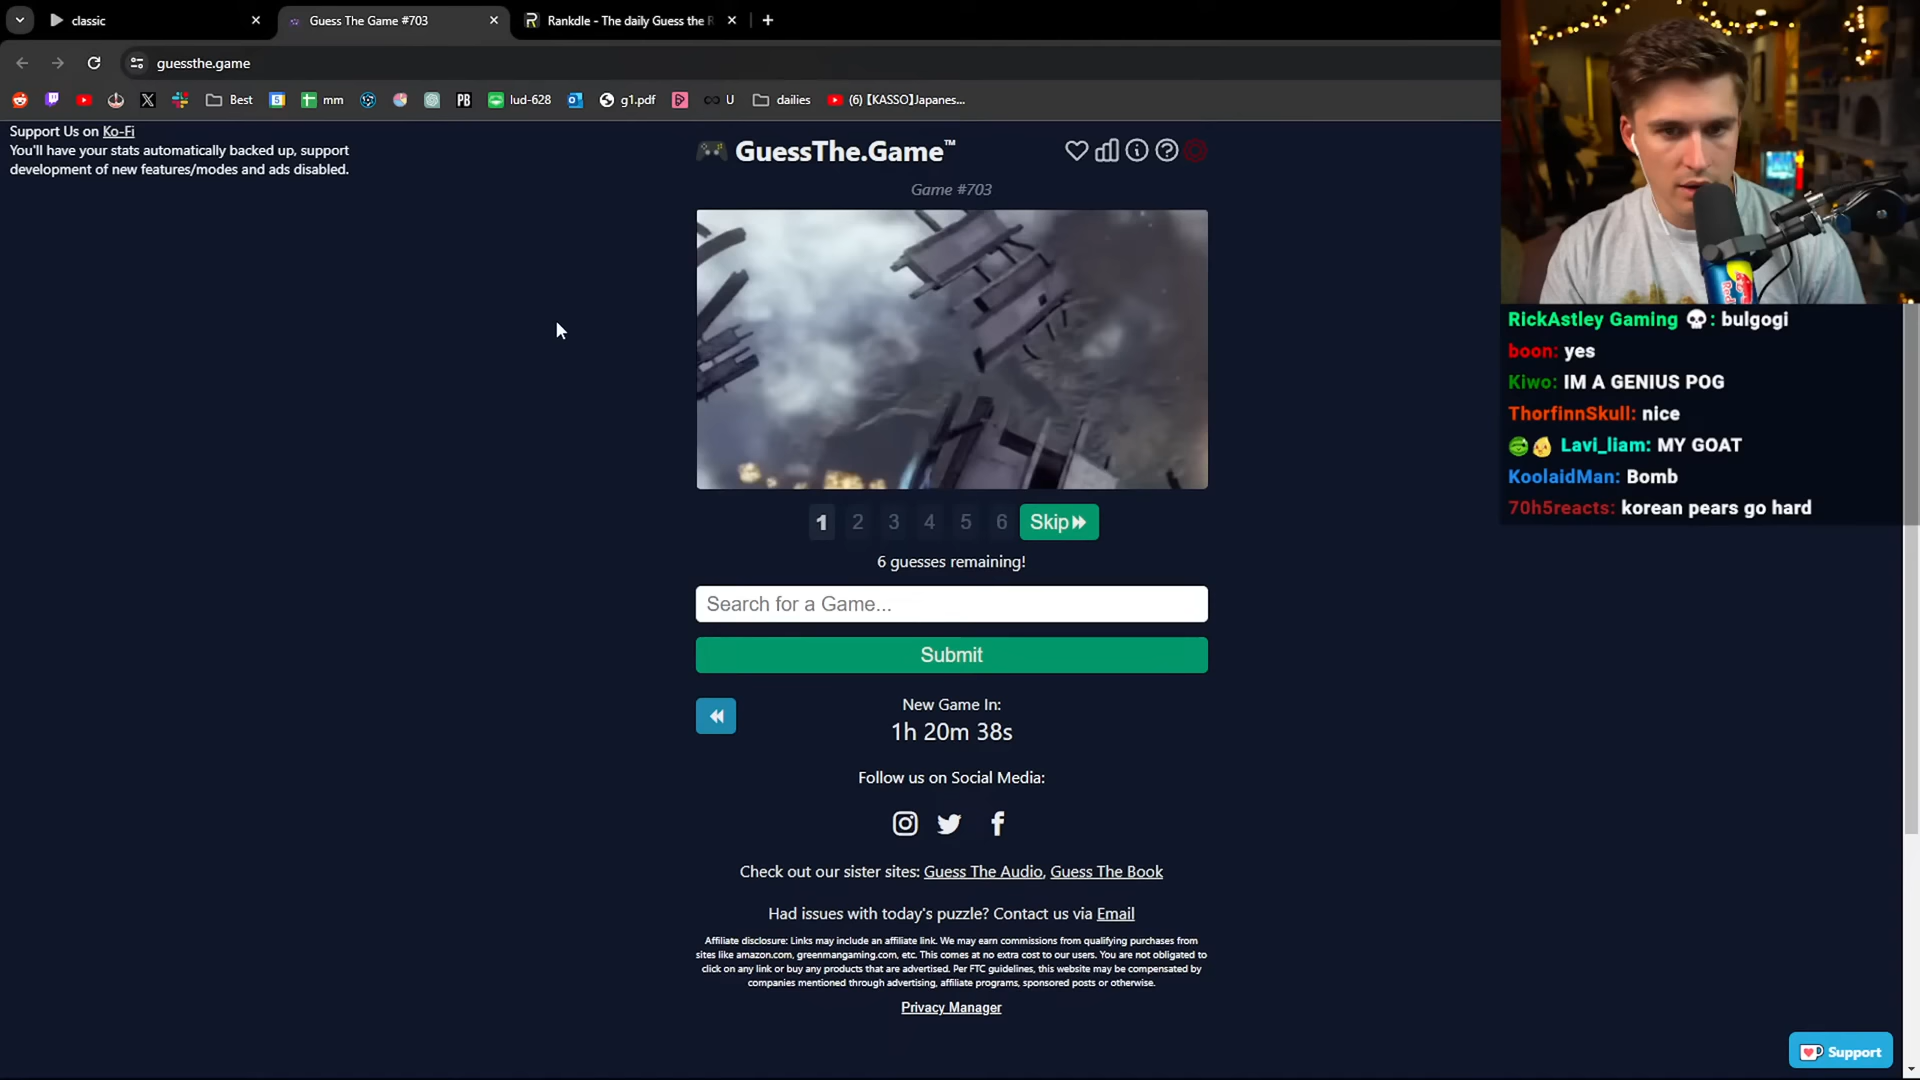 classic
Guess The Game #703
Rankdle - The daily Guess the R
guessthe.game
Best
5
mm
PB
lud-628
g1.pdf
U
dailies
(6) 【KASSO】Japanes...
Support Us on Ko-Fi
You'll have your stats automatically backed up, support
development of new features/modes and ads disabled.
GuessThe.Game™
Game #703
1 2 3 4 5 6 Skip
6 guesses remaining!
Search for a Game...
Submit
New Game In:
1h 20m 38s
Follow us on Social Media:
Check out our sister sites: Guess The Audio, Guess The Book
Had issues with today's puzzle? Contact us via Email
Affiliate disclosure: Links may include an affiliate link. We may earn commissions from qualifying purchases from
sites like amazon.com, greenmangaming.com, etc. This comes at no extra cost to our users. You are not obligated to
click on any link or buy any products that are advertised. Per FTC guidelines, this website may be compensated by
companies mentioned through advertising, affiliate programs, sponsored posts or otherwise.
Privacy Manager
RickAstley Gaming 💀: bulgogi
boon: yes
Kiwo: IM A GENIUS POG
ThorfinnSkull: nice
Lavi_liam: MY GOAT
KoolaidMan: Bomb
70h5reacts: korean pears go hard
Support